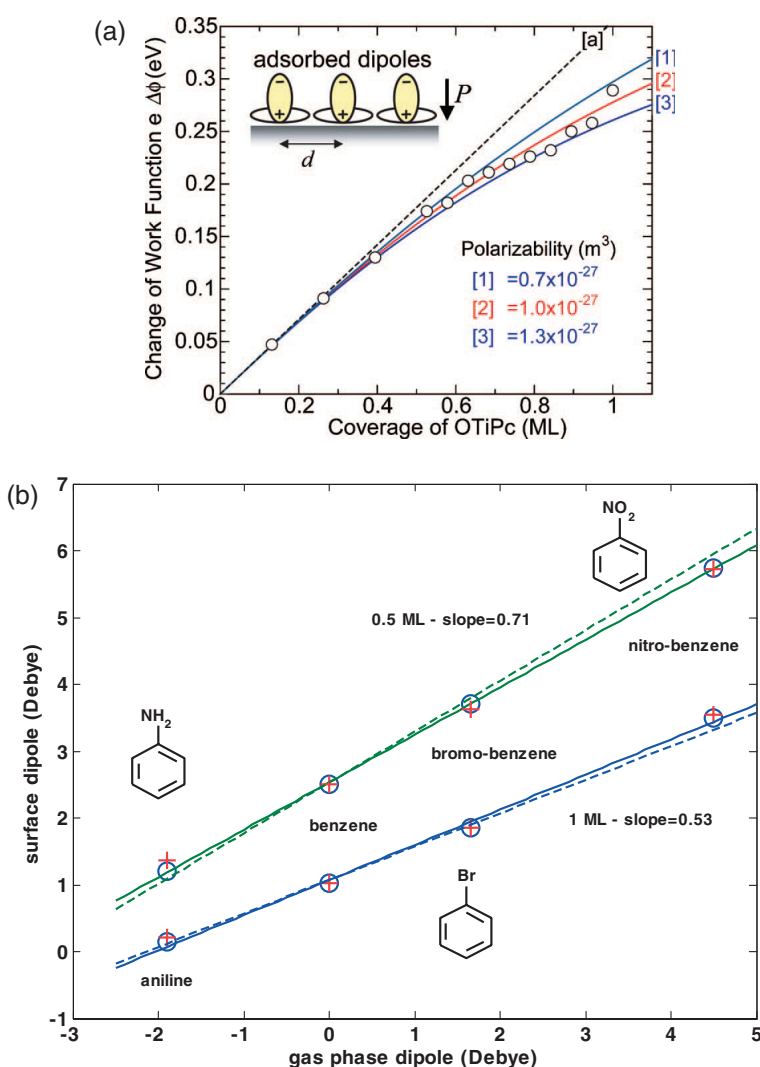 (a)
[a]
[1]
[2]
[3]
adsorbed dipoles
− − −
+ + +
P
d
Polarizability (m³)
[1] =0.7x10⁻²⁷
[2] =1.0x10⁻²⁷
[3] =1.3x10⁻²⁷
Change of Work Function e Δϕ(eV)
0.35
0.3
0.25
0.2
0.15
0.1
0.05
0
0 0.2 0.4 0.6 0.8 1
Coverage of OTiPc (ML)
(b)
7
6
5
4
3
2
1
0
-1
surface dipole (Debye)
NO₂
0.5 ML - slope=0.71
nitro-benzene
NH₂
bromo-benzene
benzene
1 ML - slope=0.53
Br
aniline
-3 -2 -1 0 1 2 3 4 5
gas phase dipole (Debye)